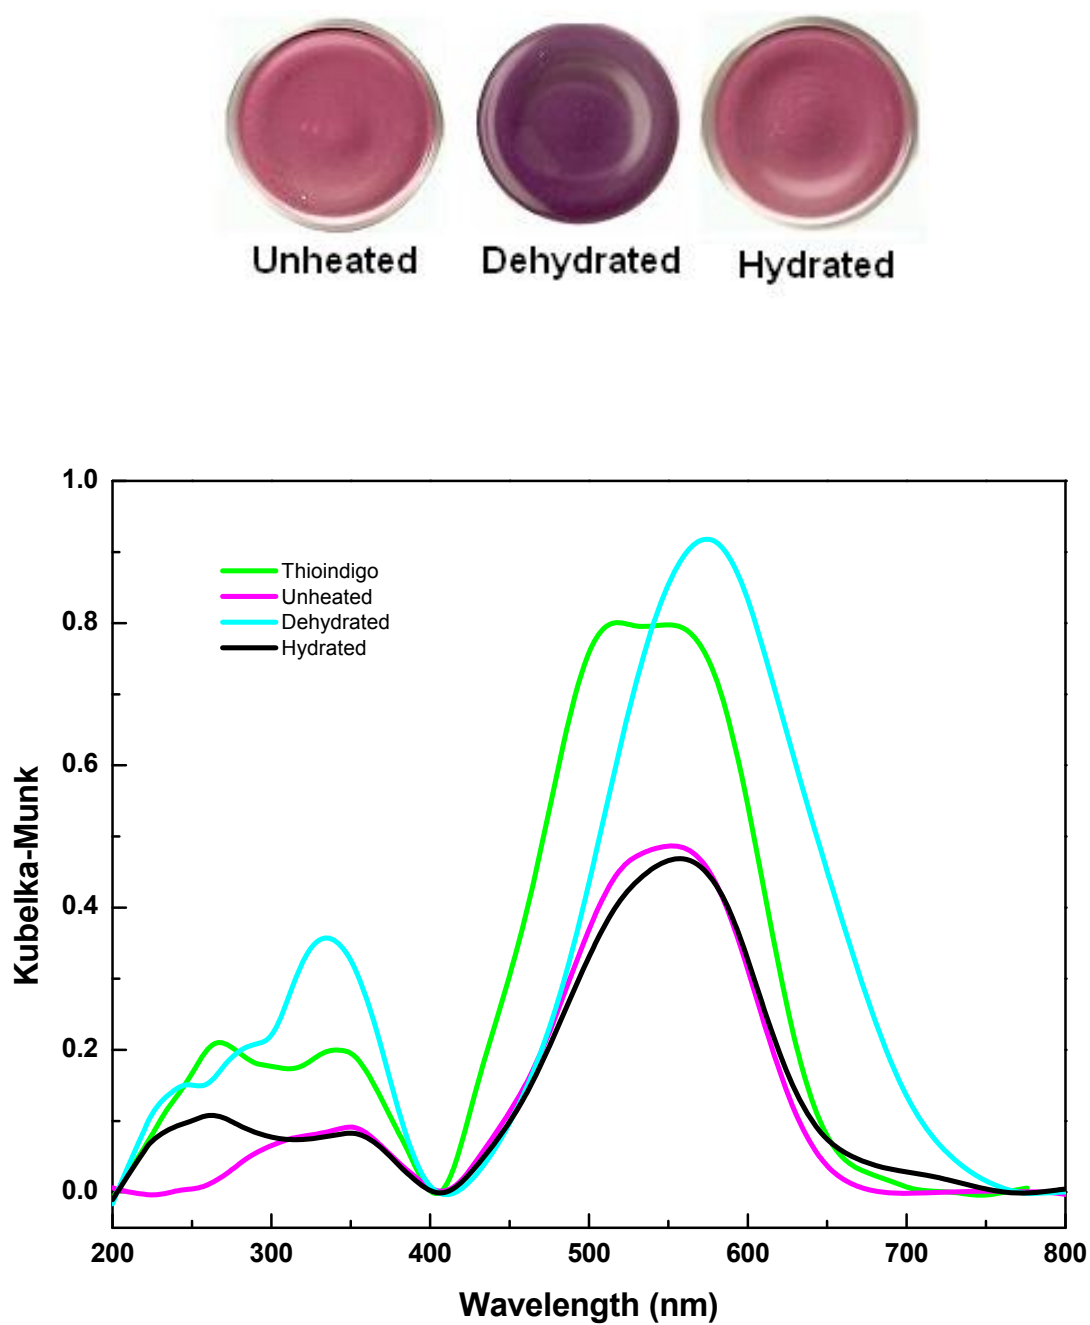 Unheated
Dehydrated
Hydrated
1.0
0.8
0.6
0.4
0.2
0.0
Kubelka-Munk
Thioindigo
Unheated
Dehydrated
Hydrated
200 300 400 500 600 700 800
Wavelength (nm)